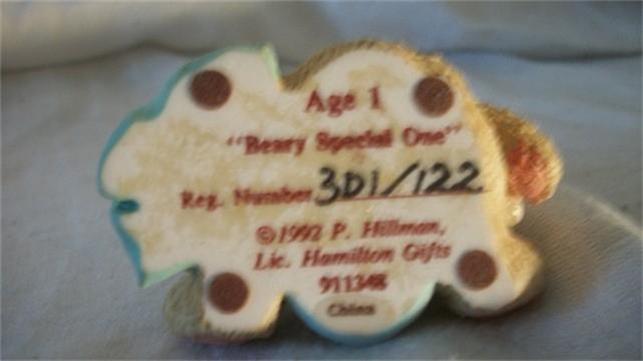 Age 1
"Beary Special One"
Reg. Number 3D1/122
©1992 P. Hillman,
Lic. Hamilton Gifts
911348
China